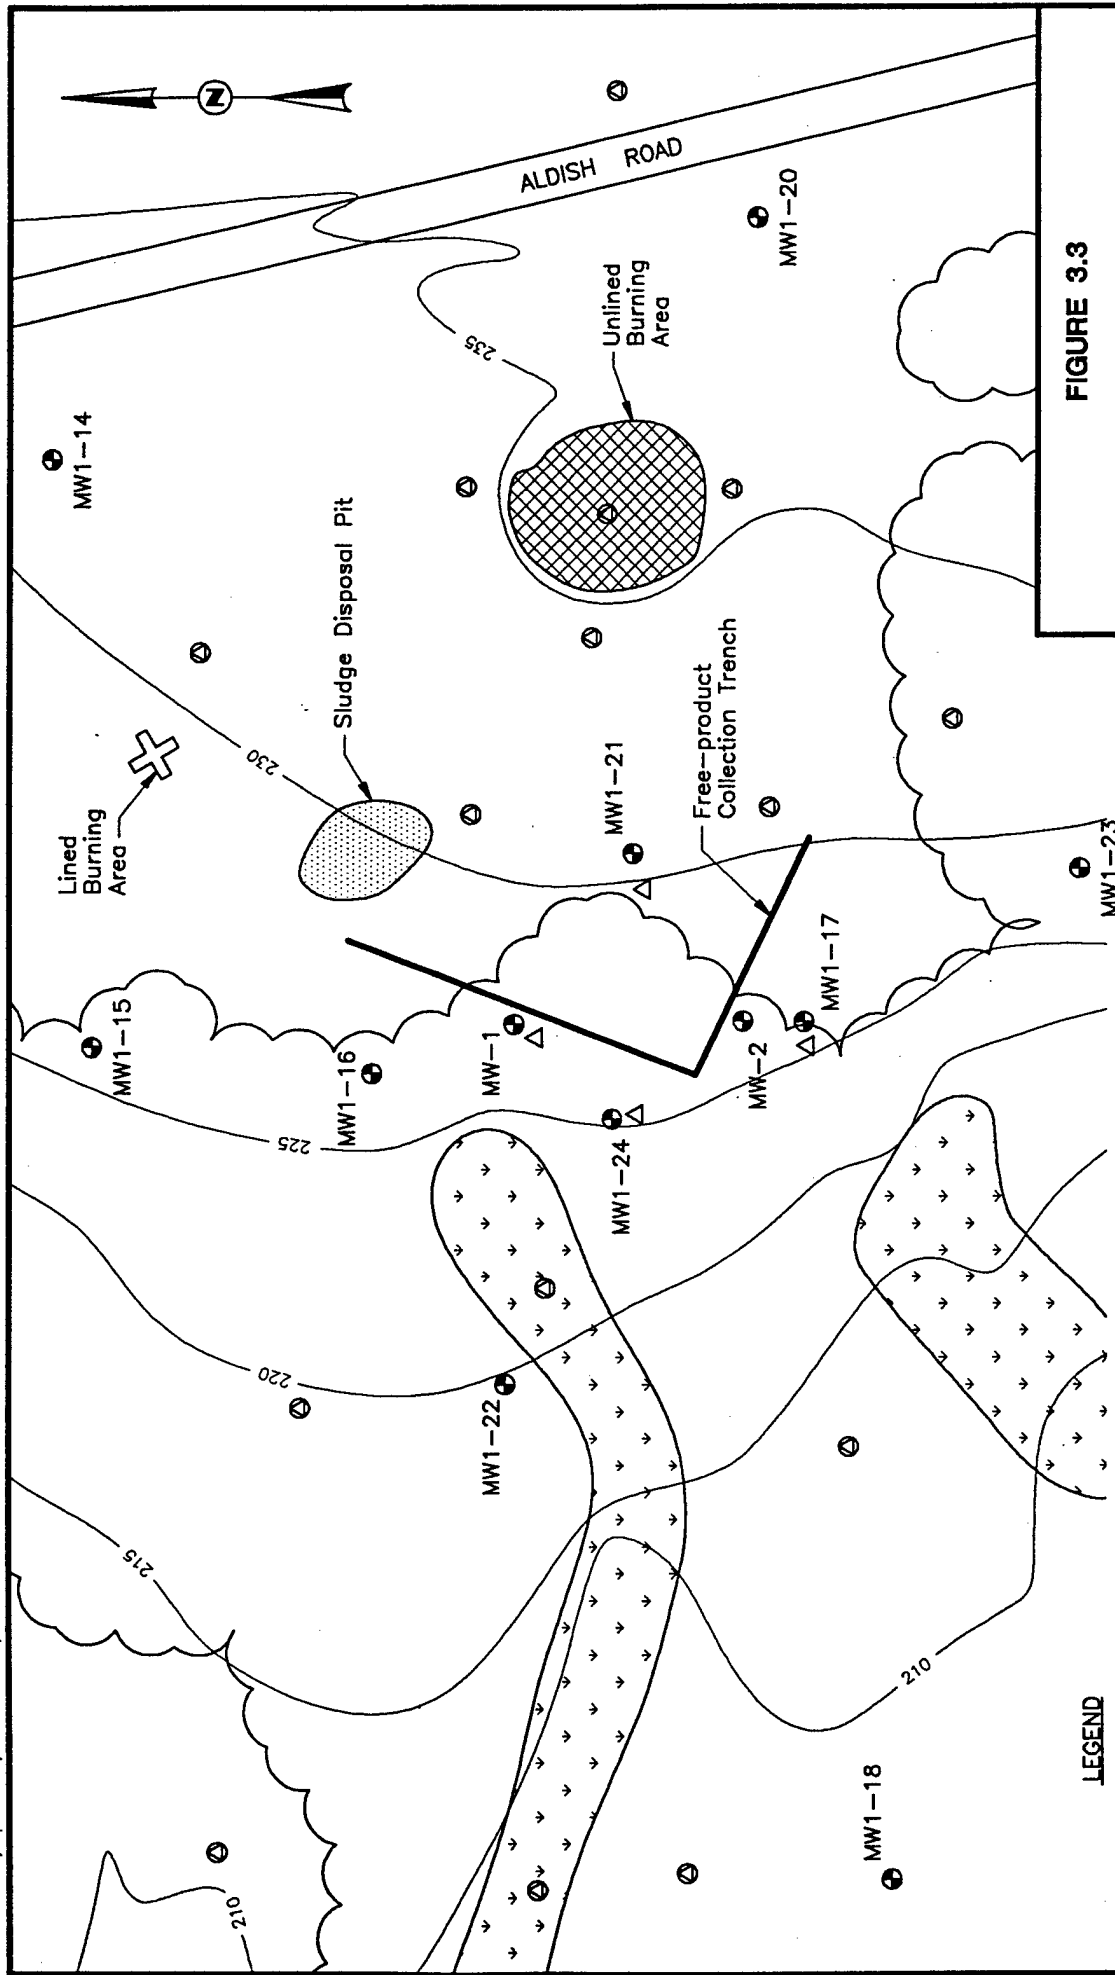 N
ALDISH ROAD
MW1-20
MW1-14
235
Unlined
Burning
Area
Sludge Disposal Pit
Lined
Burning
Area
230
MW1-21
Free-product
Collection Trench
MW1-23
MW1-15
MW1-16
MW-1
MW-2
MW1-17
225
MW1-24
220
MW1-22
215
210
210
MW1-18
LEGEND
FIGURE 3.3